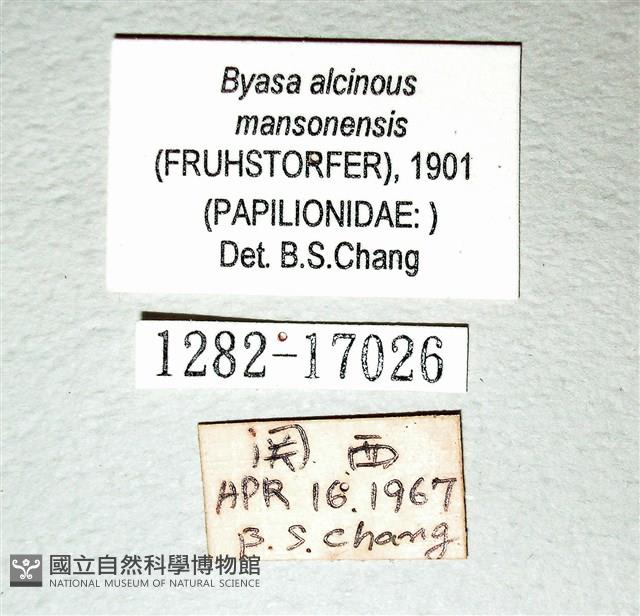 Byasa alcinous
mansonensis
(FRUHSTORFER), 1901
(PAPILIONIDAE: )
Det. B.S.Chang
1282-17026
関 西
APR 16.1967
B.S.Chang
國立自然科學博物館
NATIONAL MUSEUM OF NATURAL SCIENCE